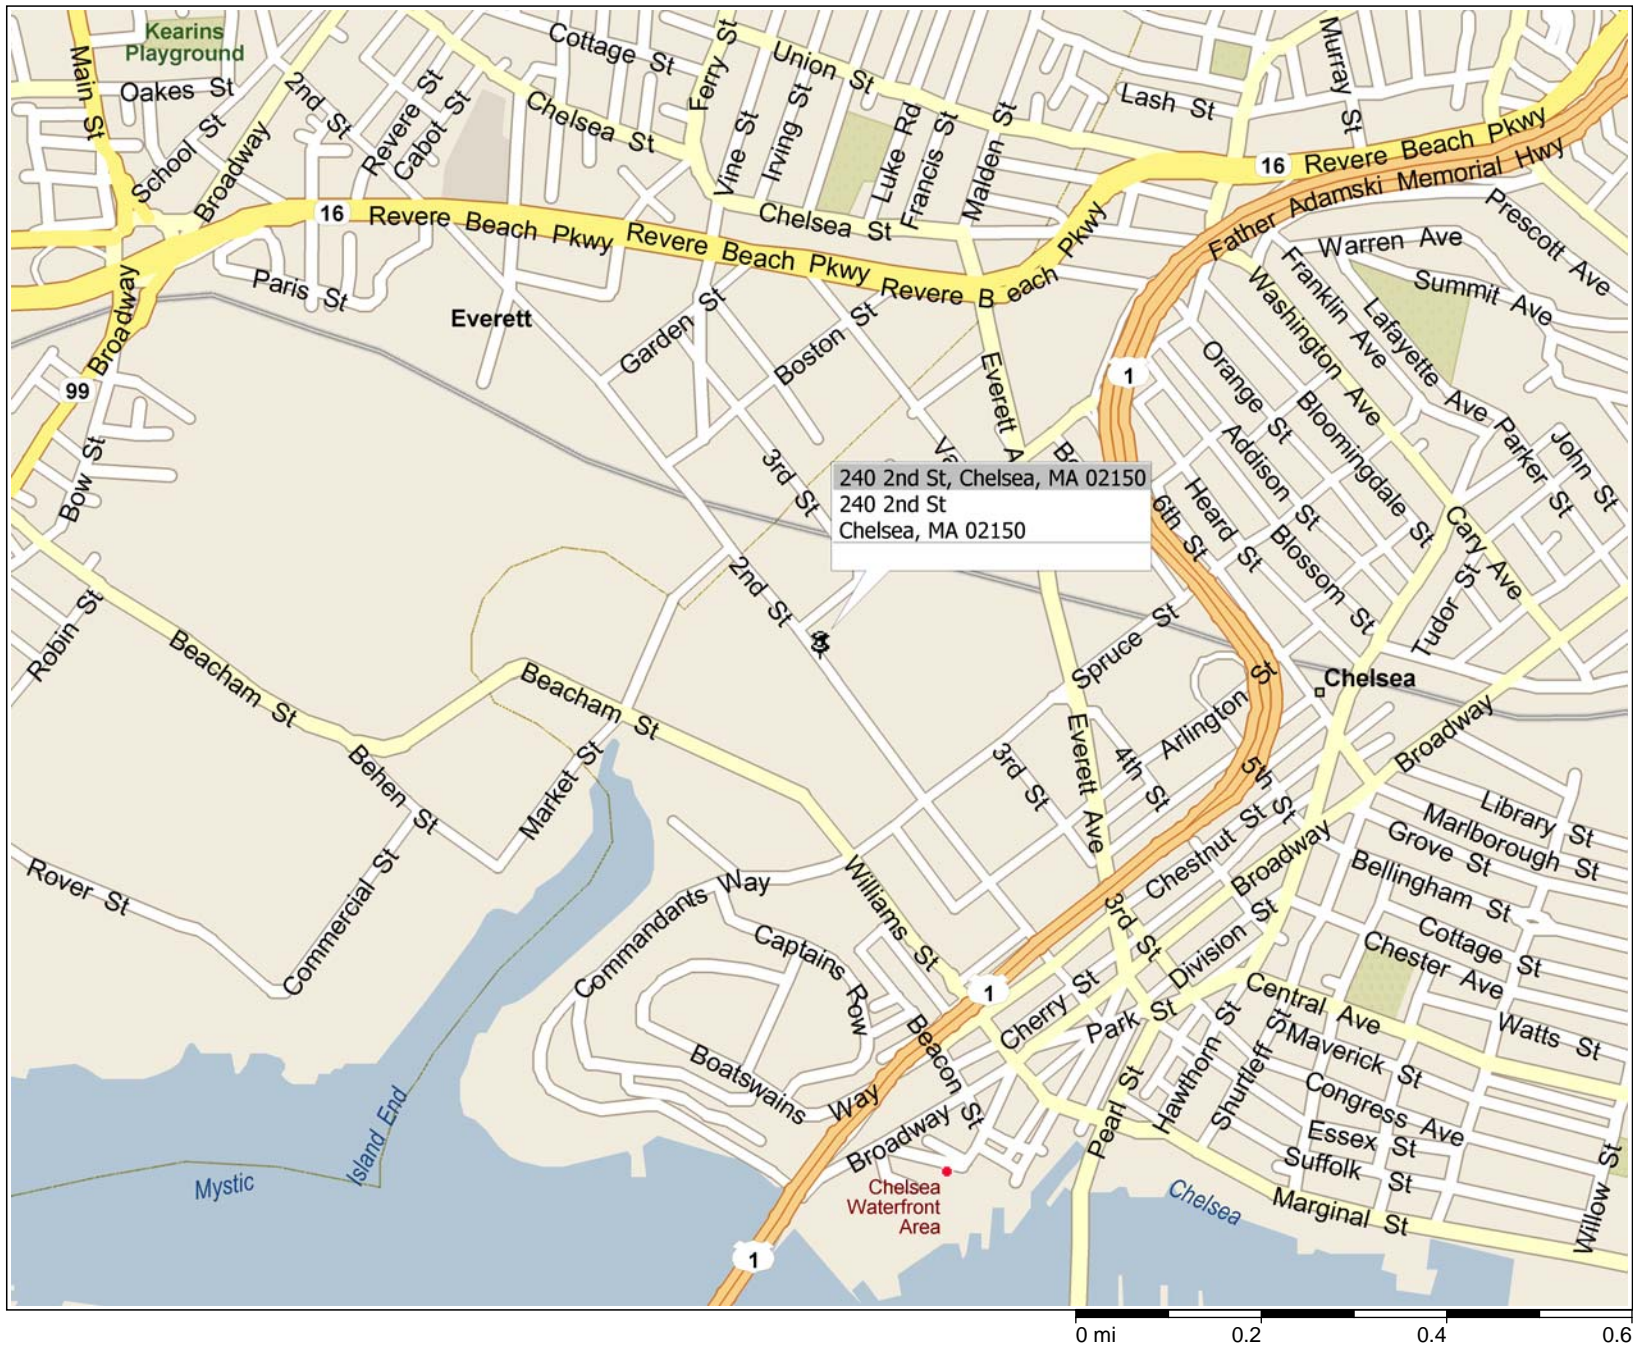 Kearins
Playground
Main St
Oakes St
School St
Broadway
2nd St
Revere St
Cabot St
Cottage St
Chelsea St
Ferry St
Union St
Vine St
Irving St
Luke Rd
Francis St
Malden St
Lash St
Murray St
16
Revere Beach Pkwy
Father Adamski Memorial Hwy
16
Revere Beach Pkwy
Revere Beach Pkwy
Revere Beach Pkwy
Chelsea St
Prescott Ave
Warren Ave
Summit Ave
Franklin Ave
Lafayette Ave
Washington Ave
Paris St
Everett
Garden St
Boston St
Broadway
99
Bow St
Everett A
1
Orange St
Bloomingdale St
Addison St
Parker St
John St
3rd St
Va
Be
240 2nd St, Chelsea, MA 02150
240 2nd St
Chelsea, MA 02150
6th St
Heard St
Blossom St
Cary Ave
Tudor St
2nd St
Robin St
Beacham St
Beacham St
Spruce St
Arlington St
Chelsea
Broadway
Behen St
Market St
3rd St
Everett Ave
4th St
5th St
Chestnut St
Broadway
Library St
Marlborough St
Grove St
Bellingham St
Cottage St
Chester Ave
Rover St
Commercial St
Commandants Way
Williams St
3rd St
Division St
Captains Row
1
Cherry St
Park St
Central Ave
Watts St
Hawthorn St
Shurtleff St
Maverick St
Congress Ave
Essex St
Suffolk St
Boatswains Way
Beacon St
Broadway
Pearl St
Marginal St
Willow St
Island End
Mystic
Chelsea
Waterfront
Area
Chelsea
1
0 mi 0.2 0.4 0.6